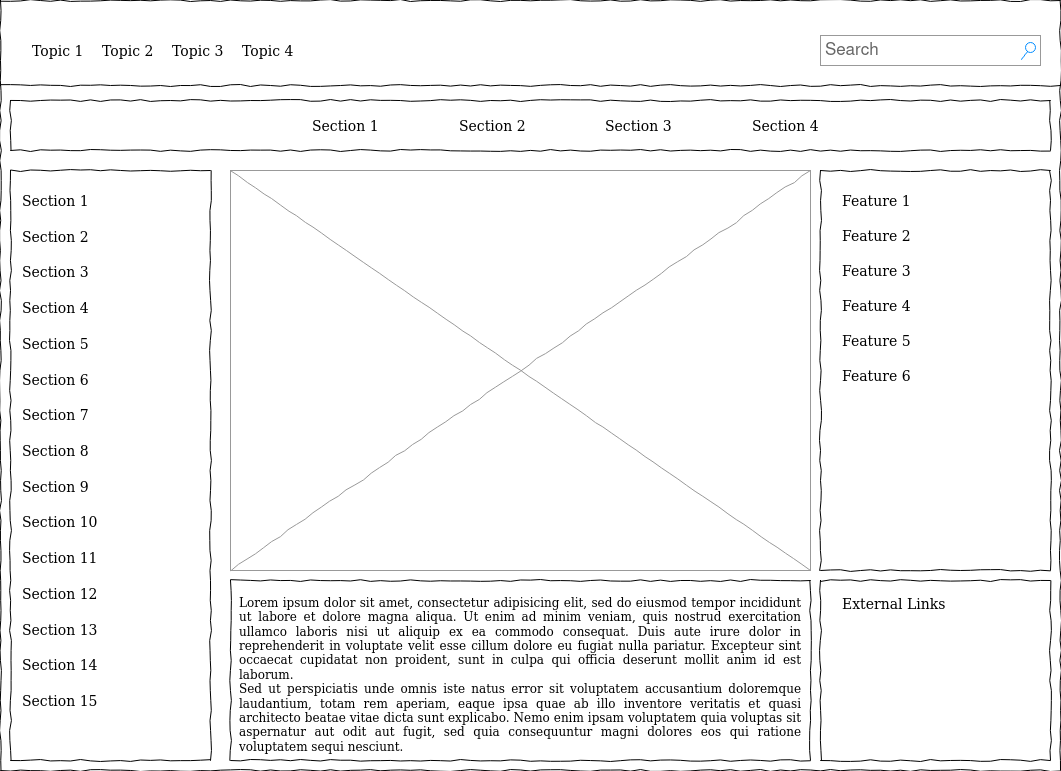 Topic 1 Topic 2 Topic 3 Topic 4 Search
Section 1 Section 2 Section 3 Section 4
Section 1
Section 2
Section 3
Section 4
Section 5
Section 6
Section 7
Section 8
Section 9
Section 10
Section 11
Section 12
Section 13
Section 14
Section 15
Lorem ipsum dolor sit amet, consectetur adipisicing elit, sed do eiusmod tempor incididunt
ut labore et dolore magna aliqua. Ut enim ad minim veniam, quis nostrud exercitation
ullamco laboris nisi ut aliquip ex ea commodo consequat. Duis aute irure dolor in
reprehenderit in voluptate velit esse cillum dolore eu fugiat nulla pariatur. Excepteur sint
occaecat cupidatat non proident, sunt in culpa qui officia deserunt mollit anim id est
laborum.
Sed ut perspiciatis unde omnis iste natus error sit voluptatem accusantium doloremque
laudantium, totam rem aperiam, eaque ipsa quae ab illo inventore veritatis et quasi
architecto beatae vitae dicta sunt explicabo. Nemo enim ipsam voluptatem quia voluptas sit
aspernatur aut odit aut fugit, sed quia consequuntur magni dolores eos qui ratione
voluptatem sequi nesciunt.
Feature 1
Feature 2
Feature 3
Feature 4
Feature 5
Feature 6
External Links